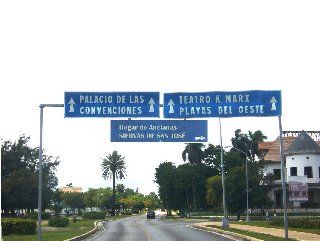 PALACIO DE LAS
CONVENCIONES
TEATRO K. MARX
PLAYAS DEL OESTE
Hogar de Ancianas
SIERVAS DE SAN JOSÉ